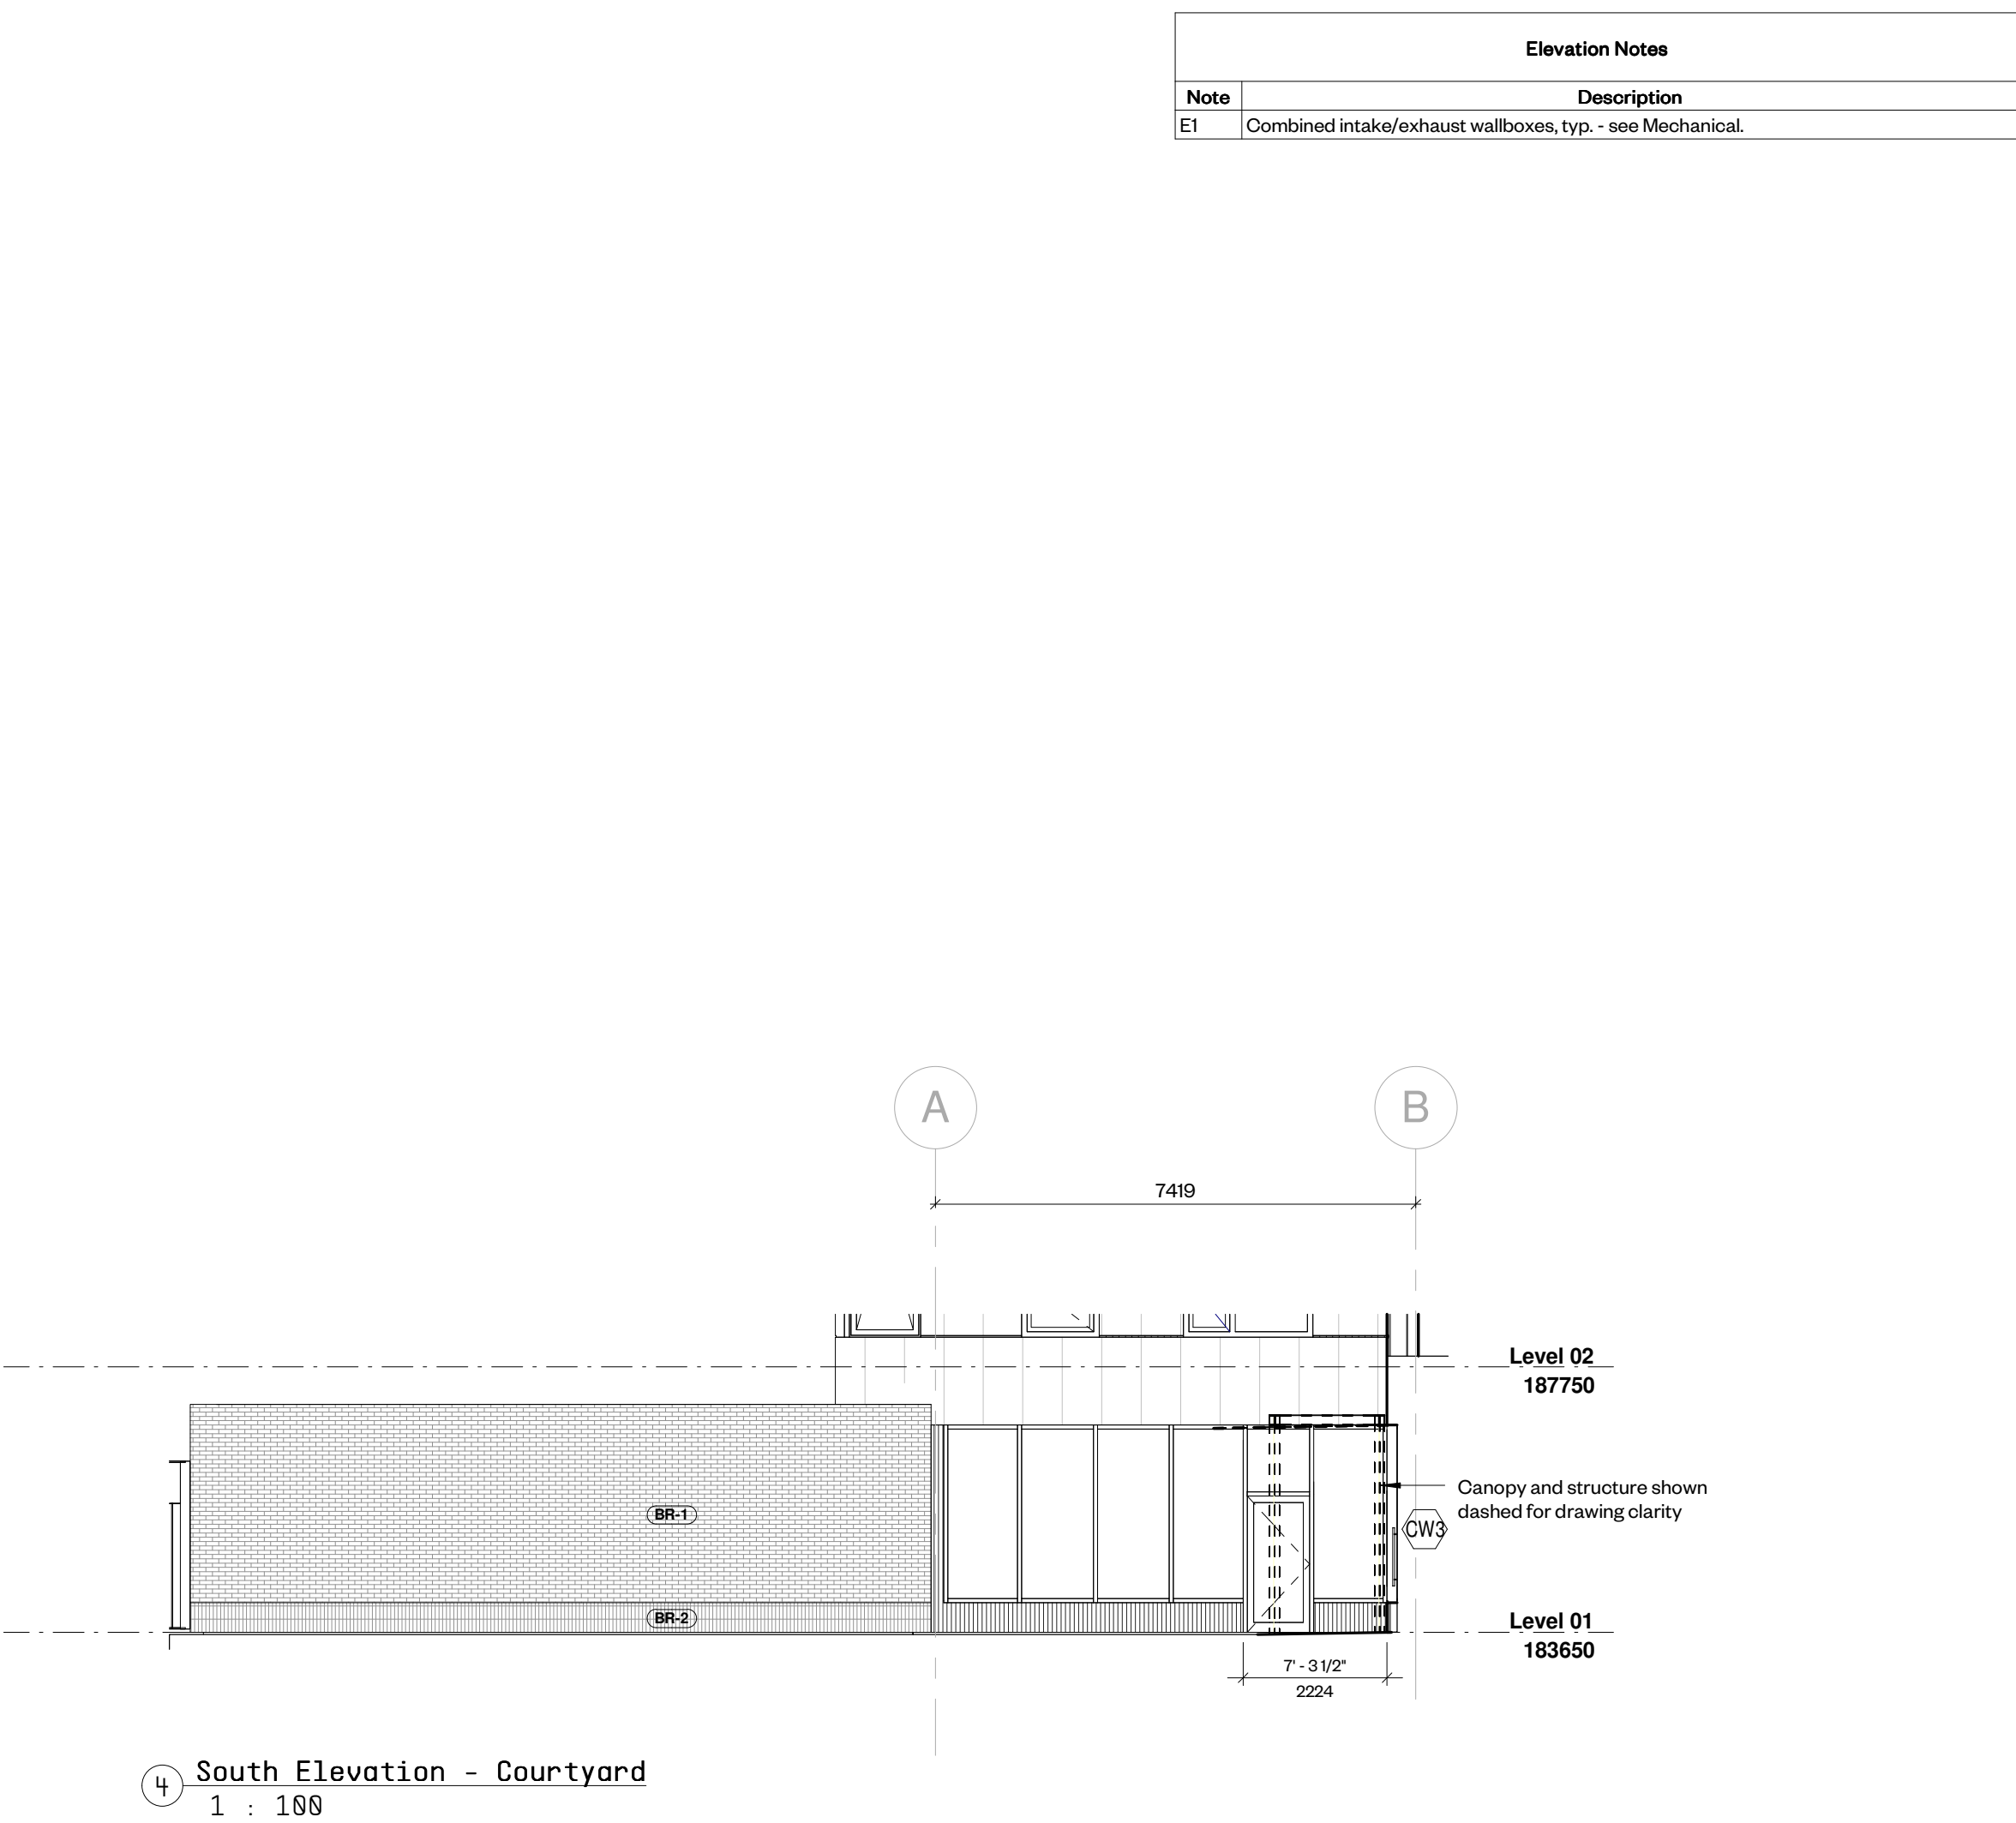 Elevation Notes
Note Description
E1 Combined intake/exhaust wallboxes, typ. - see Mechanical.
A B
7419
Level 02
187750
Canopy and structure shown
dashed for drawing clarity
BR-1
CW3
BR-2
Level 01
183650
7' - 3 1/2"
2224
4 South Elevation - Courtyard
1 : 100